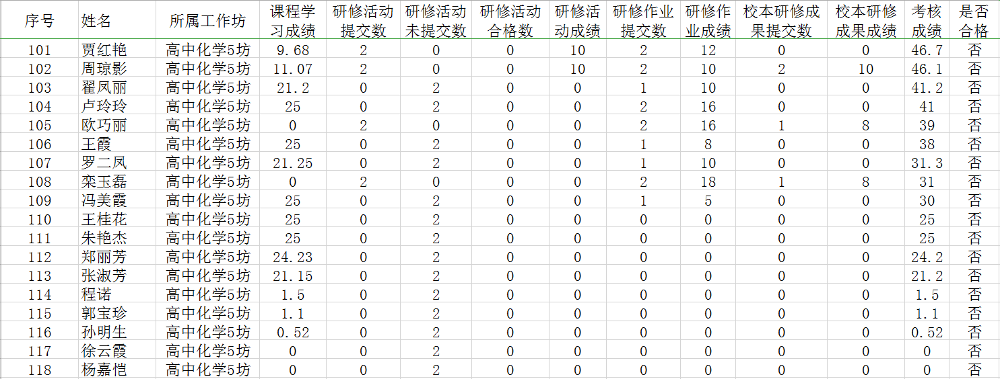 序号 姓名 所属工作坊 课程学习成绩 研修活动提交数 研修活动未提交数 研修活动合格数 研修活动成绩 研修作业提交数 研修作业成绩 校本研修成果提交数 校本研修成果成绩 考核成绩 是否合格
101 贾红艳 高中化学5坊 9.68 2 0 0 10 2 12 0 0 46.7 否
102 周琼影 高中化学5坊 11.07 2 0 0 10 2 10 2 10 46.1 否
103 翟凤丽 高中化学5坊 21.2 0 2 0 0 1 10 0 0 41.2 否
104 卢玲玲 高中化学5坊 25 0 2 0 0 2 16 0 0 41 否
105 欧巧丽 高中化学5坊 0 2 0 0 0 2 16 1 8 39 否
106 王霞 高中化学5坊 25 0 2 0 0 1 8 0 0 38 否
107 罗二凤 高中化学5坊 21.25 0 2 0 0 1 10 0 0 31.3 否
108 栾玉磊 高中化学5坊 0 2 0 0 0 2 18 1 8 31 否
109 冯美霞 高中化学5坊 25 0 2 0 0 1 5 0 0 30 否
110 王桂花 高中化学5坊 25 0 2 0 0 0 0 0 0 25 否
111 朱艳杰 高中化学5坊 25 0 2 0 0 0 0 0 0 25 否
112 郑丽芳 高中化学5坊 24.23 0 2 0 0 0 0 0 0 24.2 否
113 张淑芳 高中化学5坊 21.15 0 2 0 0 0 0 0 0 21.2 否
114 程诺 高中化学5坊 1.5 0 2 0 0 0 0 0 0 1.5 否
115 郭宝珍 高中化学5坊 1.1 0 2 0 0 0 0 0 0 1.1 否
116 孙明生 高中化学5坊 0.52 0 2 0 0 0 0 0 0 0.52 否
117 徐云霞 高中化学5坊 0 0 2 0 0 0 0 0 0 0 否
118 杨嘉恺 高中化学5坊 0 0 2 0 0 0 0 0 0 0 否